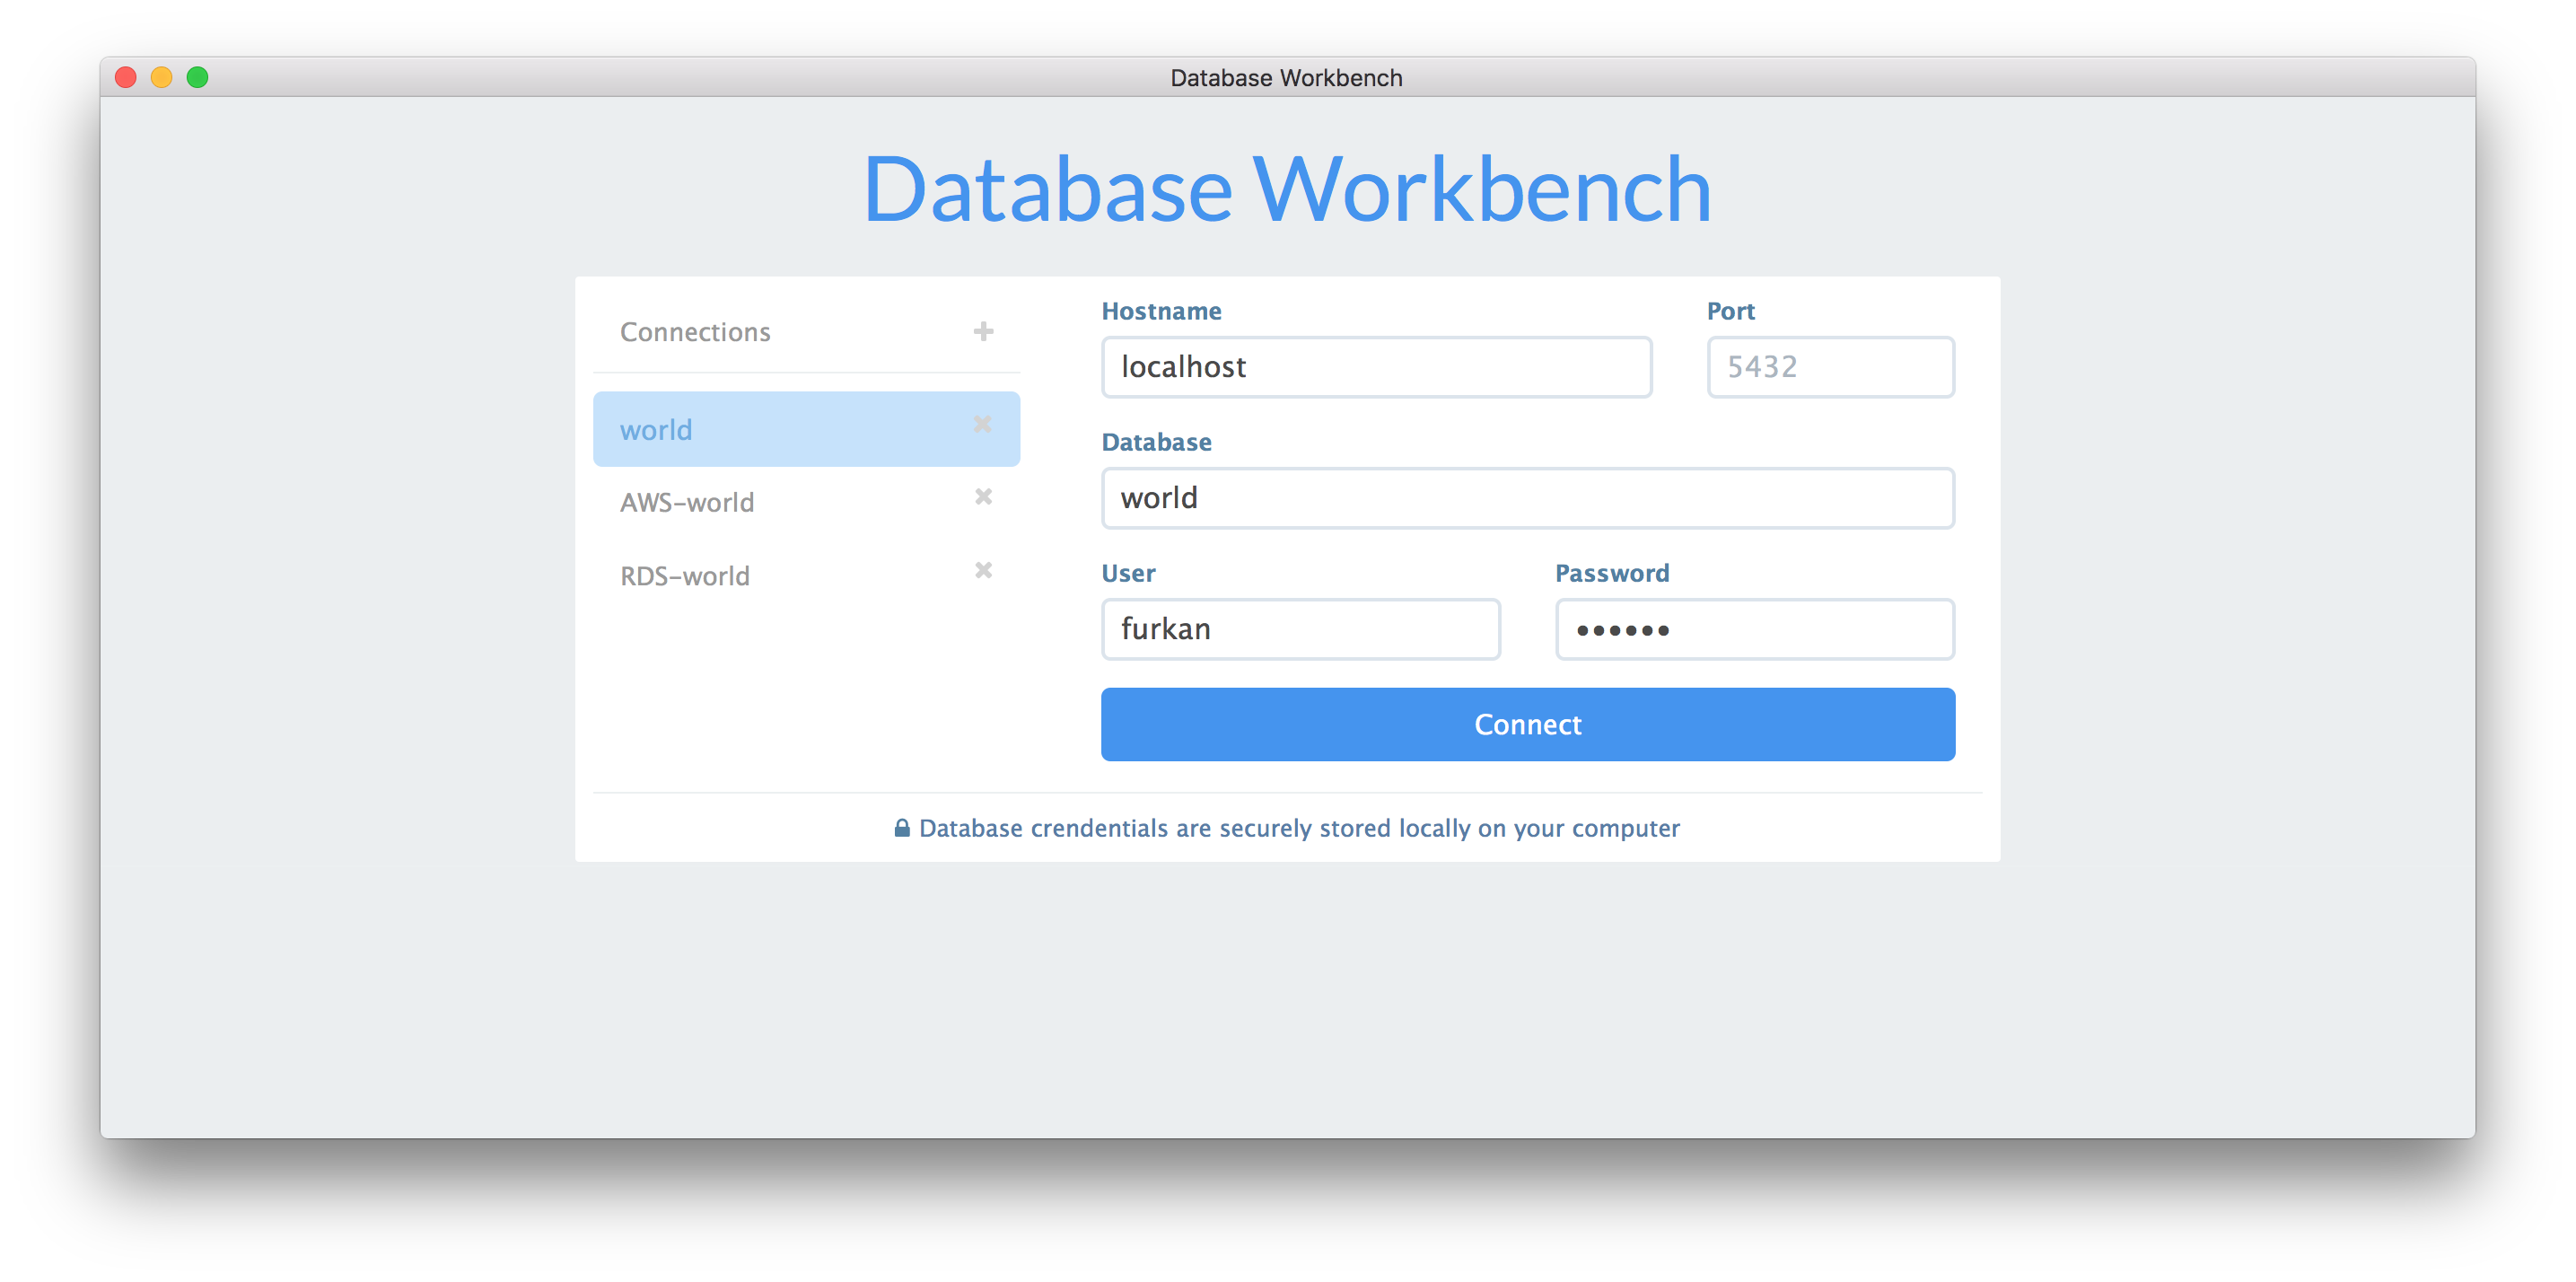 Database Workbench
Database Workbench
Connections
world
AWS-world
RDS-world
Hostname
Port
localhost
5432
Database
world
User
Password
furkan
••••••
Connect
Database crendentials are securely stored locally on your computer